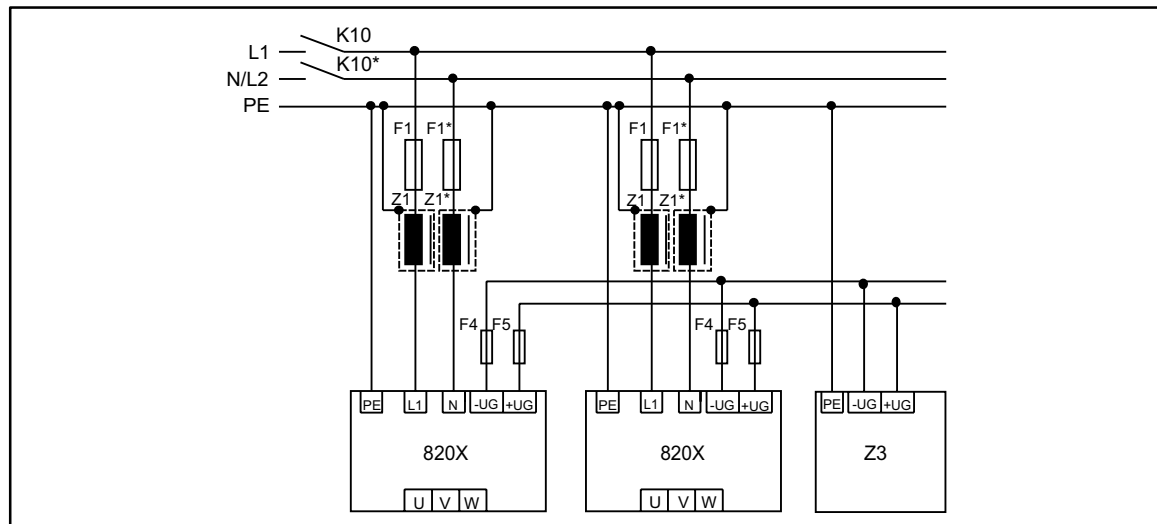 K10
L1
K10*
N/L2
PE
F1 F1* F1 F1*
Z1 Z1* Z1 Z1*
F4 F5 F4 F5
PE L1 N -UG +UG PE L1 N -UG +UG PE -UG +UG
820X 820X Z3
U V W U V W